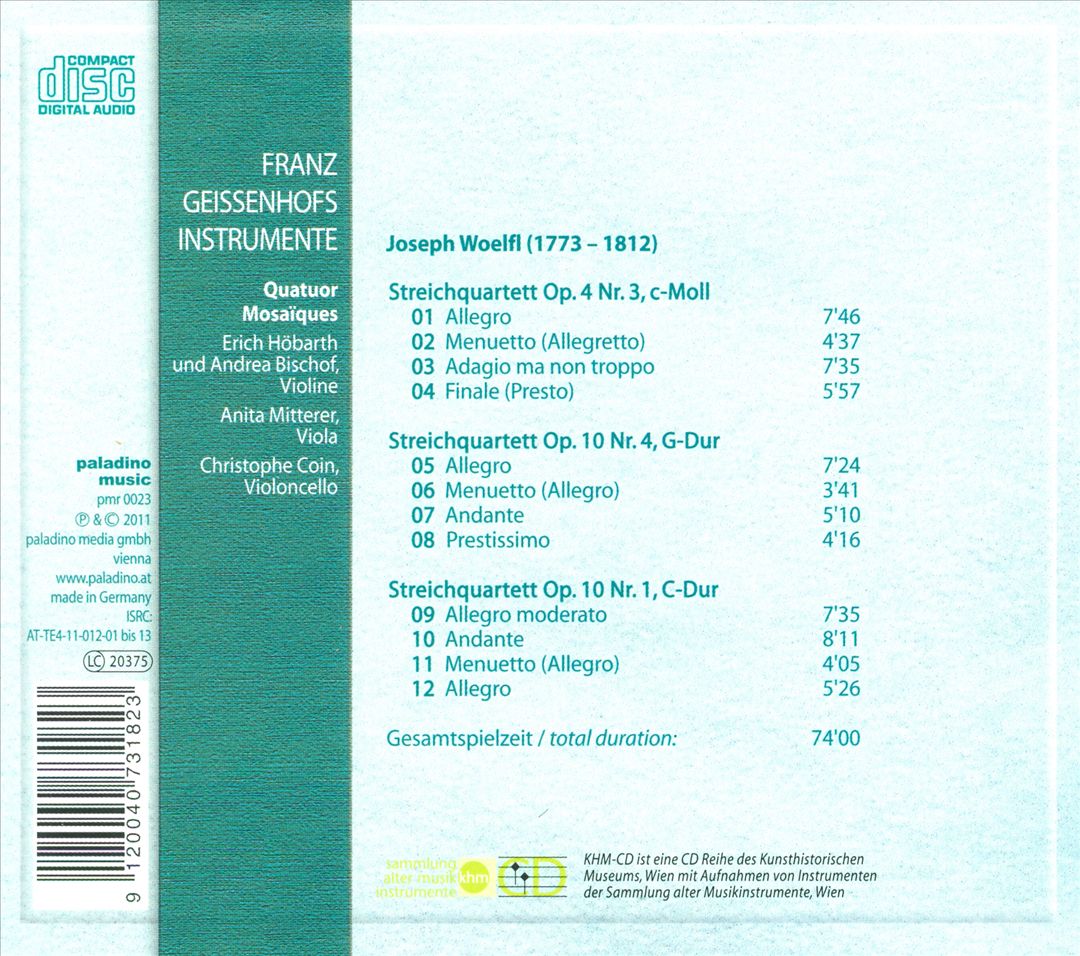 COMPACT
disc
DIGITAL AUDIO
FRANZ
GEISSENHOFS
INSTRUMENTE
Quatuor
Mosaïques
Erich Höbarth
und Andrea Bischof,
Violine
Anita Mitterer,
Viola
Christophe Coin,
Violoncello
paladino
music
pmr 0023
℗ & © 2011
paladino media gmbh
vienna
www.paladino.at
made in Germany
ISRC:
AT-TE4-11-012-01 bis 13
LC 20375
9 120040 731823
Joseph Woelfl (1773 – 1812)
Streichquartett Op. 4 Nr. 3, c-Moll
01 Allegro 7'46
02 Menuetto (Allegretto) 4'37
03 Adagio ma non troppo 7'35
04 Finale (Presto) 5'57
Streichquartett Op. 10 Nr. 4, G-Dur
05 Allegro 7'24
06 Menuetto (Allegro) 3'41
07 Andante 5'10
08 Prestissimo 4'16
Streichquartett Op. 10 Nr. 1, C-Dur
09 Allegro moderato 7'35
10 Andante 8'11
11 Menuetto (Allegro) 4'05
12 Allegro 5'26
Gesamtspielzeit / total duration: 74'00
sammlung
alter musik
instrumente
khm
CD
KHM-CD ist eine CD Reihe des Kunsthistorischen
Museums, Wien mit Aufnahmen von Instrumenten
der Sammlung alter Musikinstrumente, Wien